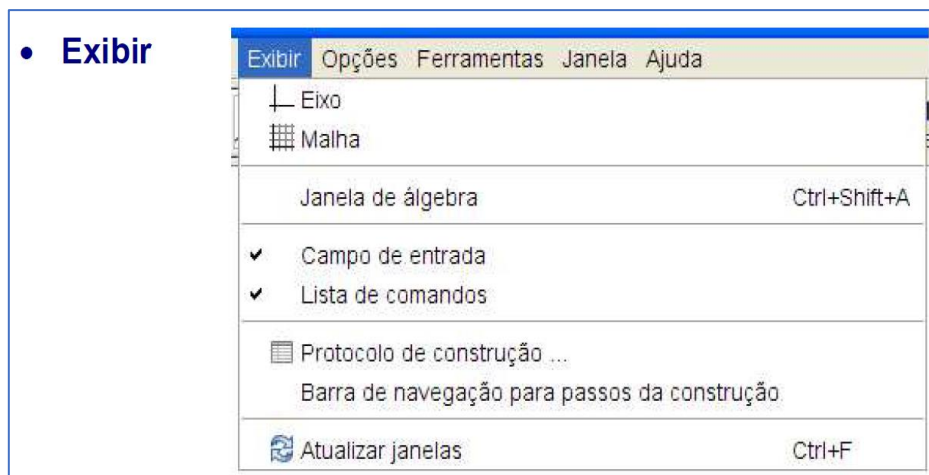 • Exibir
Exibir Opções Ferramentas Janela Ajuda
Eixo
Malha
Janela de álgebra Ctrl+Shift+A
Campo de entrada
Lista de comandos
Protocolo de construção ...
Barra de navegação para passos da construção
Atualizar janelas Ctrl+F